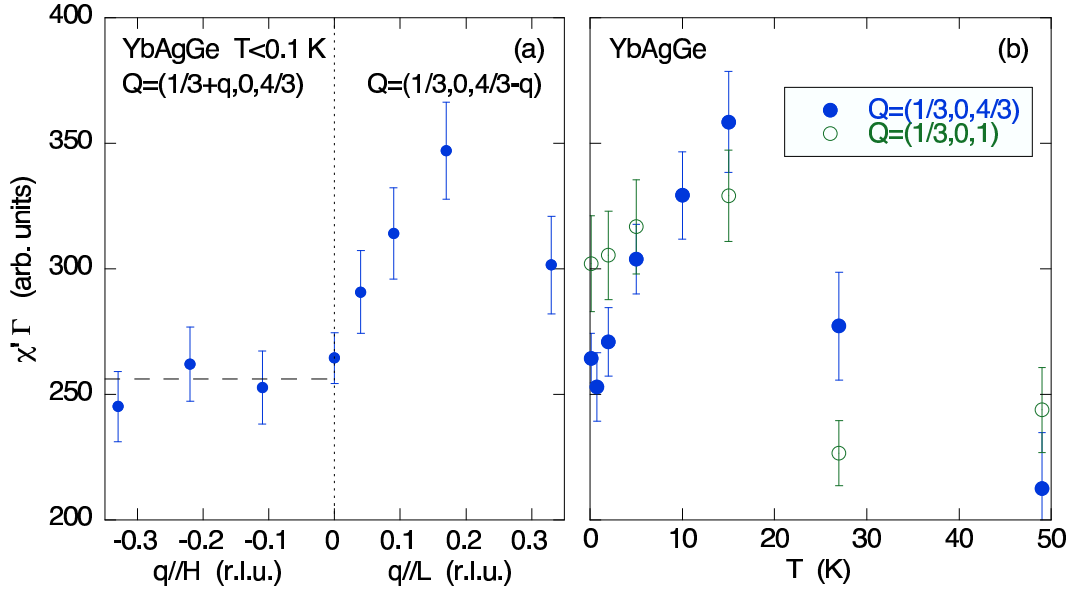 400
350
300
250
200
χ' Γ (arb. units)
YbAgGe T<0.1 K
(a)
Q=(1/3+q,0,4/3)
Q=(1/3,0,4/3-q)
-0.3 -0.2 -0.1 0 0.1 0.2 0.3
q//H (r.l.u.)
q//L (r.l.u.)
YbAgGe
(b)
Q=(1/3,0,4/3)
Q=(1/3,0,1)
0 10 20 30 40 50
T (K)